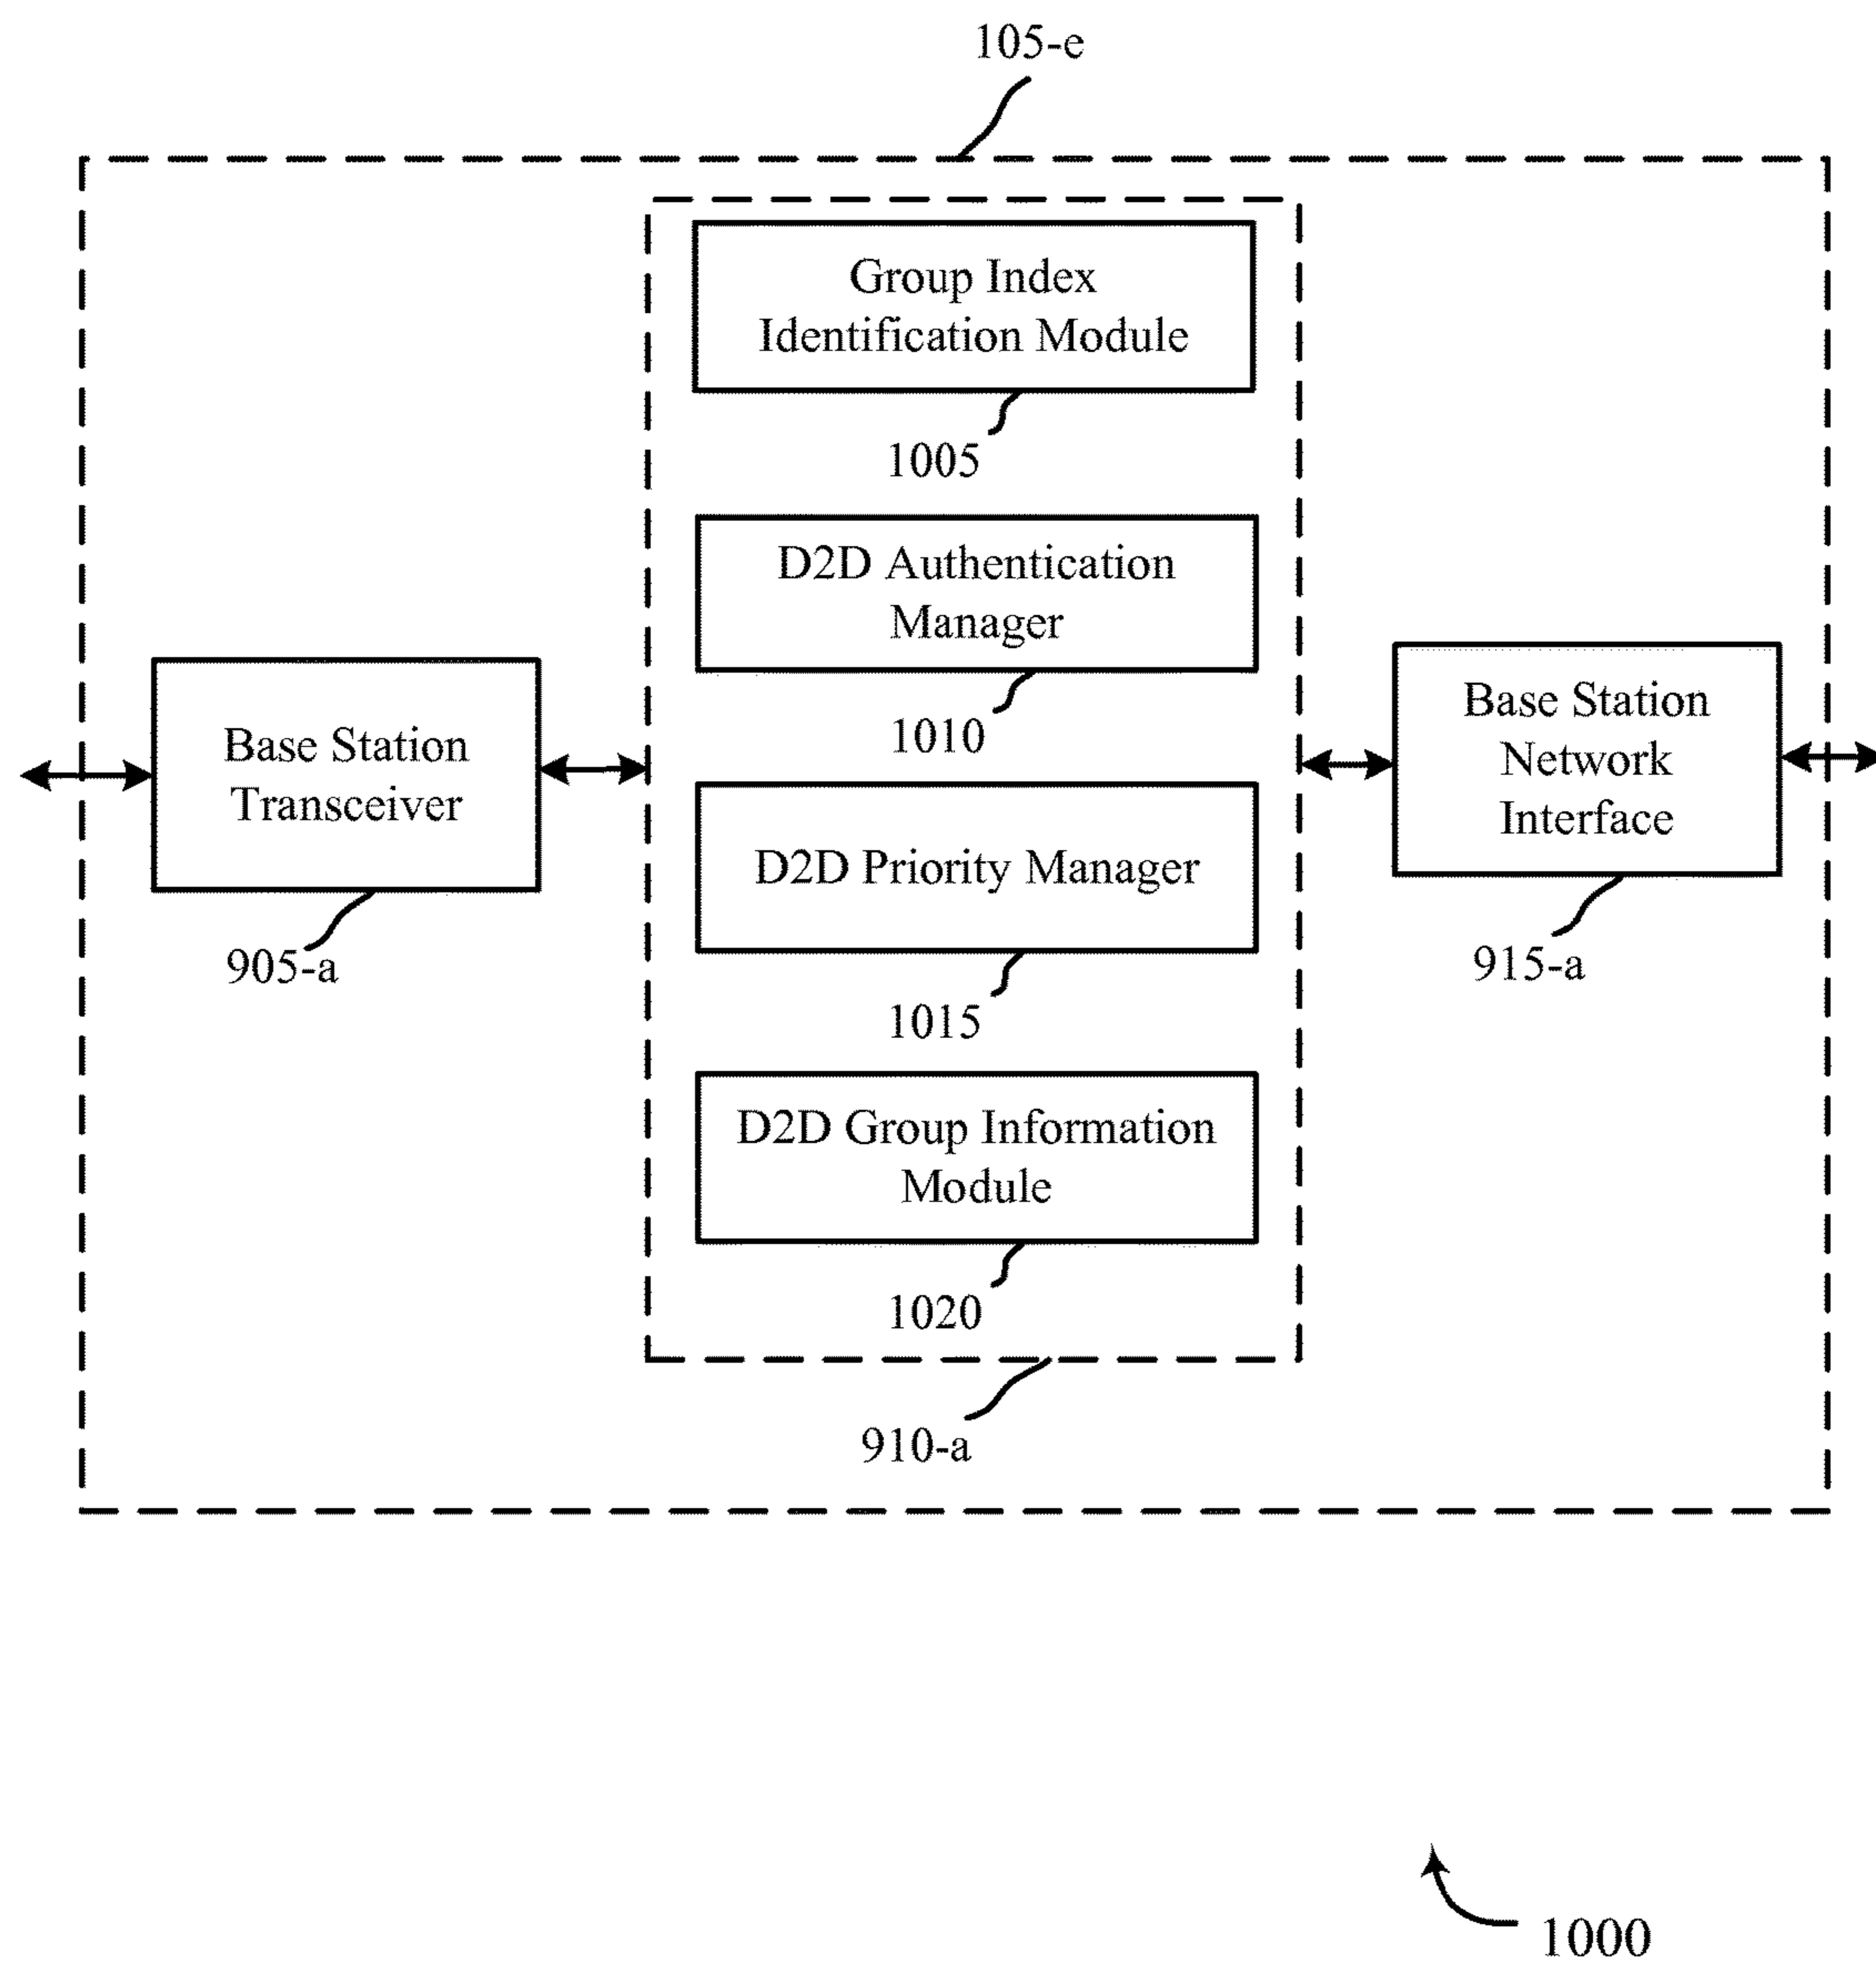 105-e
Group Index
Identification Module
1005
D2D Authentication
Manager
1010
Base Station
Transceiver
905-a
D2D Priority Manager
1015
Base Station
Network
Interface
915-a
D2D Group Information
Module
1020
910-a
1000